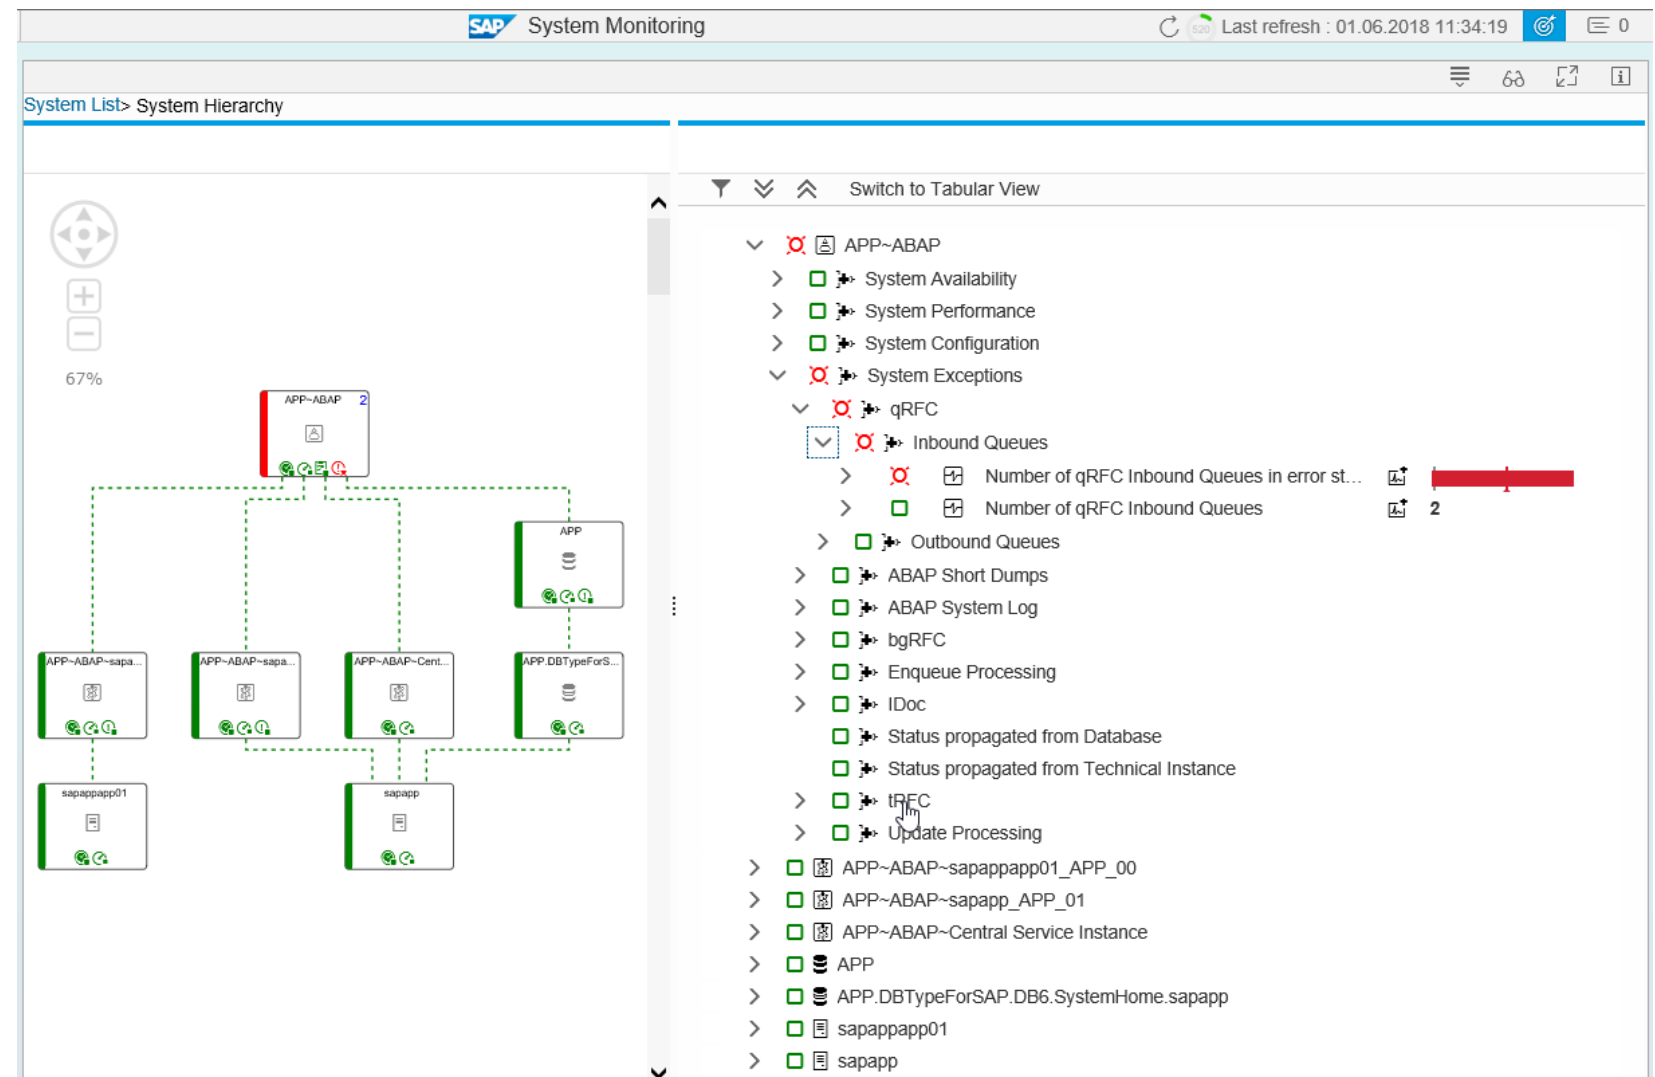 SAP System Monitoring
520 Last refresh : 01.06.2018 11:34:19 0
System List> System Hierarchy
Switch to Tabular View
67%
APP~ABAP 2
APP
APP~ABAP~sapa...
APP~ABAP~sapa...
APP~ABAP~Cent...
APP.DBTypeForS...
sapappapp01
sapapp
APP~ABAP
System Availability
System Performance
System Configuration
System Exceptions
qRFC
Inbound Queues
Number of qRFC Inbound Queues in error st...
Number of qRFC Inbound Queues 2
Outbound Queues
ABAP Short Dumps
ABAP System Log
bgRFC
Enqueue Processing
IDoc
Status propagated from Database
Status propagated from Technical Instance
tRFC
Update Processing
APP~ABAP~sapappapp01_APP_00
APP~ABAP~sapapp_APP_01
APP~ABAP~Central Service Instance
APP
APP.DBTypeForSAP.DB6.SystemHome.sapapp
sapappapp01
sapapp